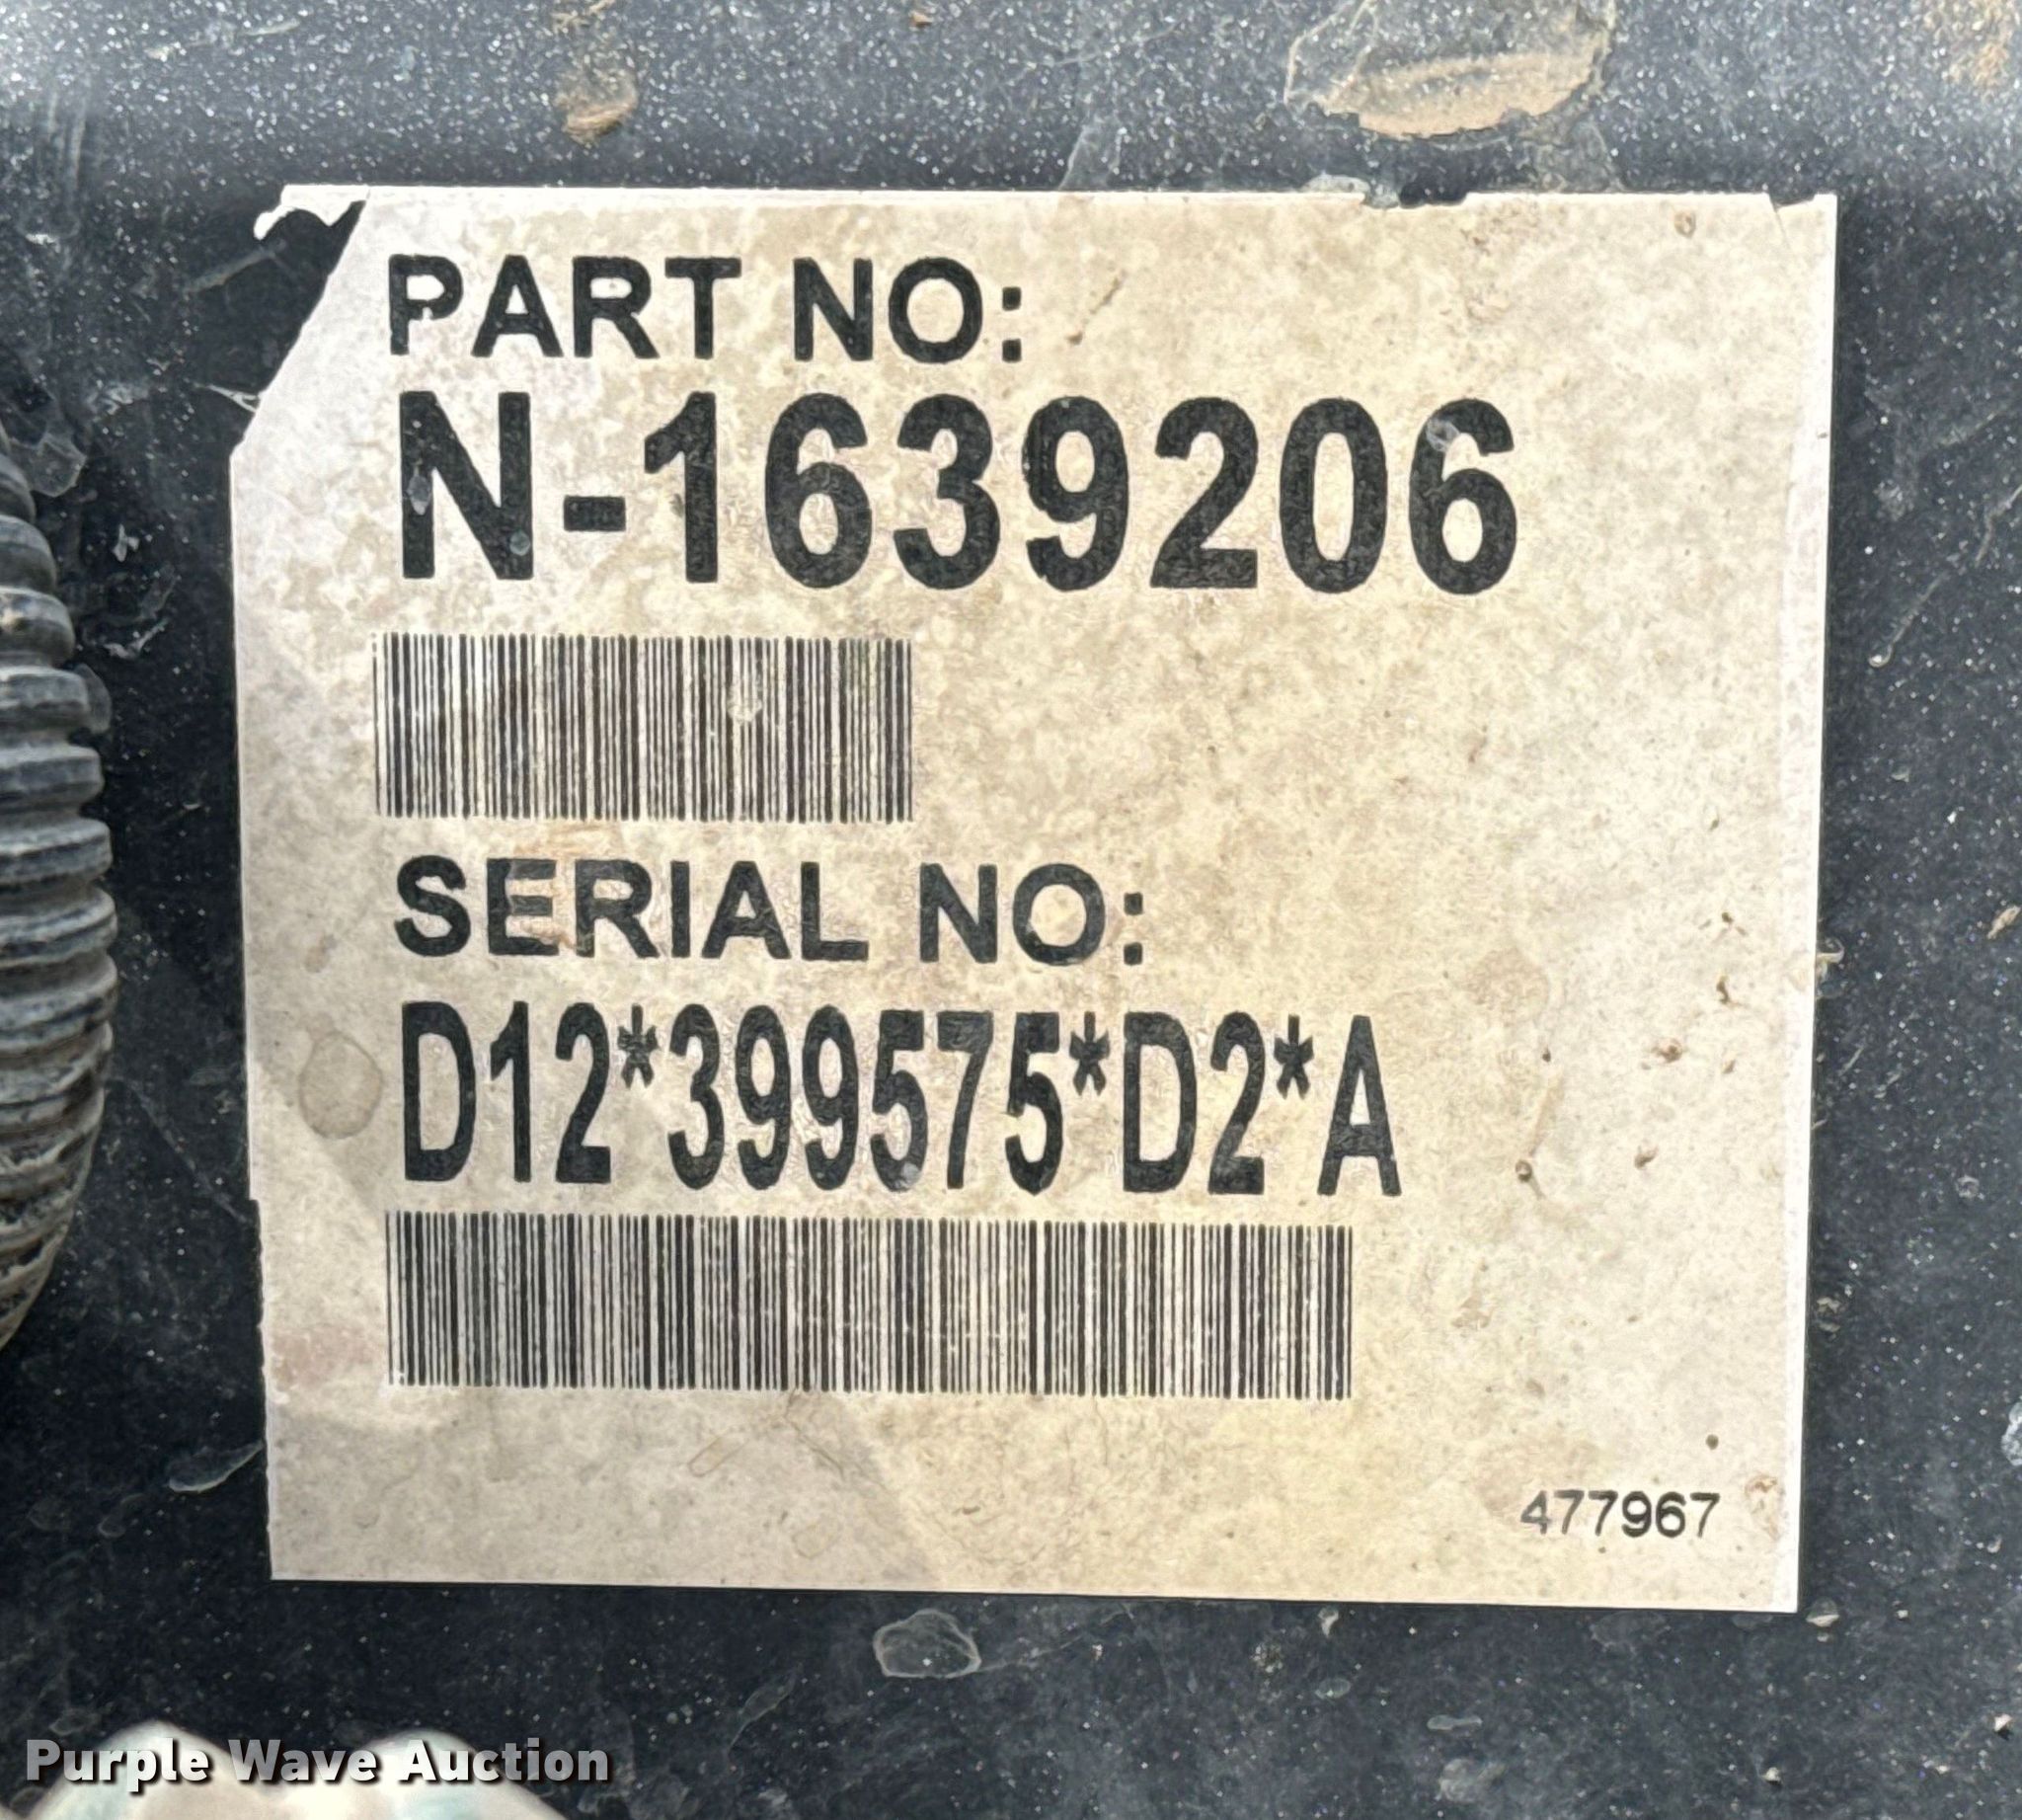 PART NO:
N-1639206
SERIAL NO:
D12*399575*D2*A
477967
Purple Wave Auction